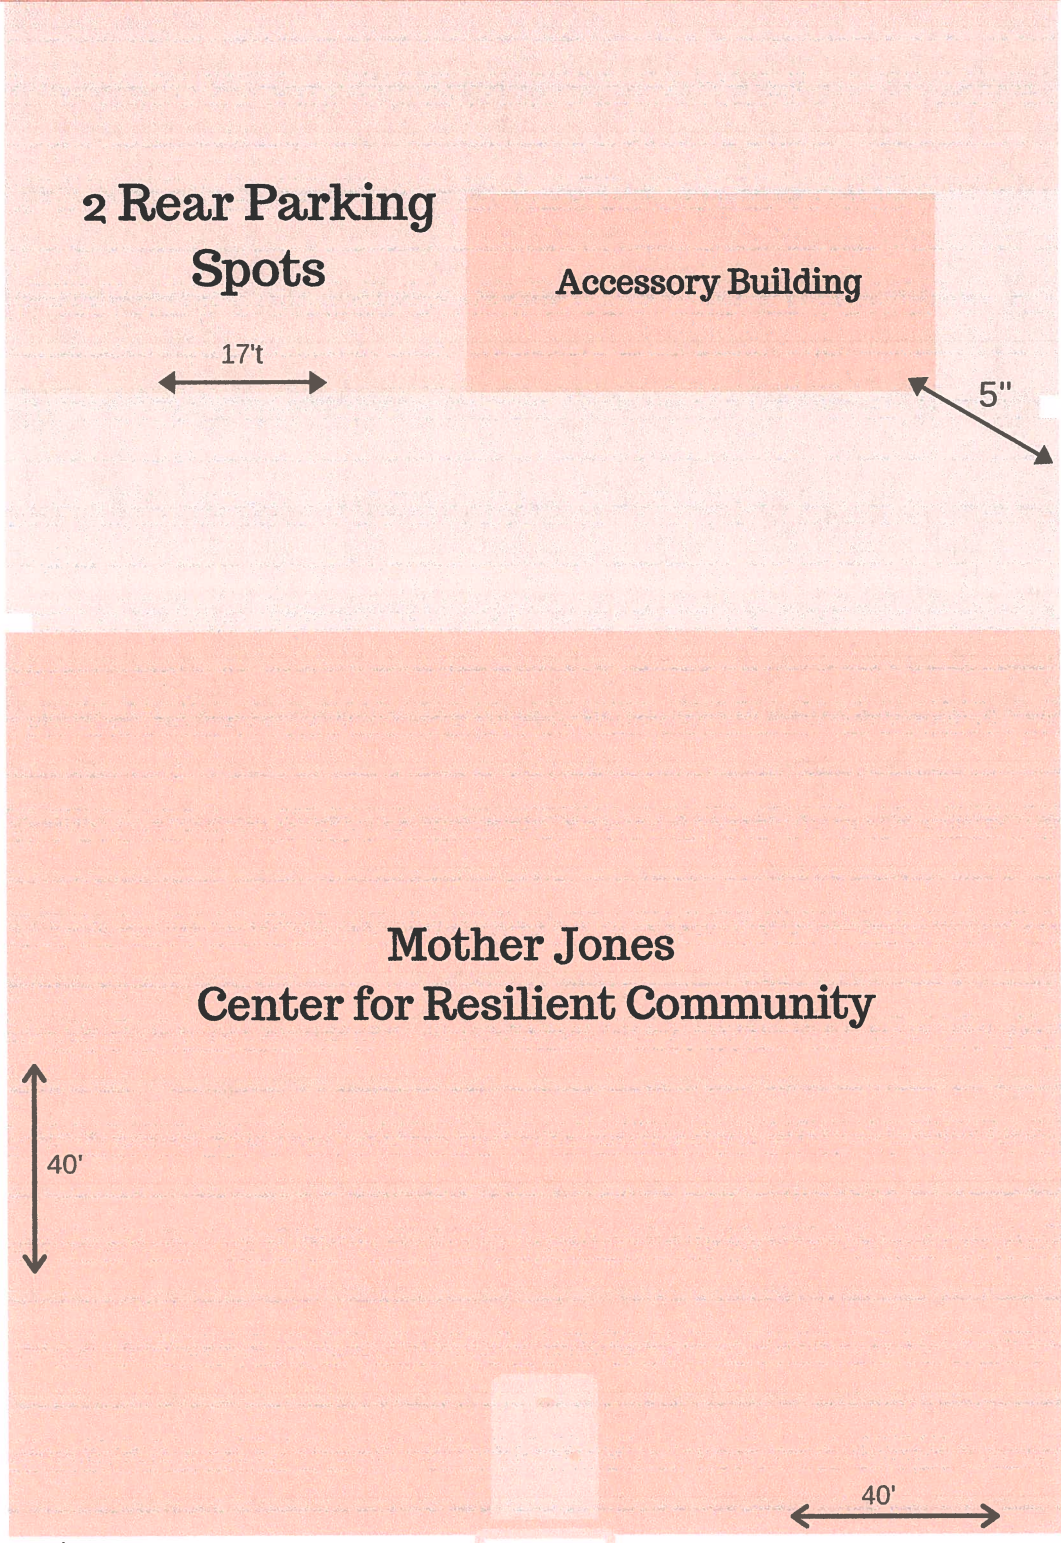 2 Rear Parking
Spots
Accessory Building
17't
5"
Mother Jones
Center for Resilient Community
40'
40'